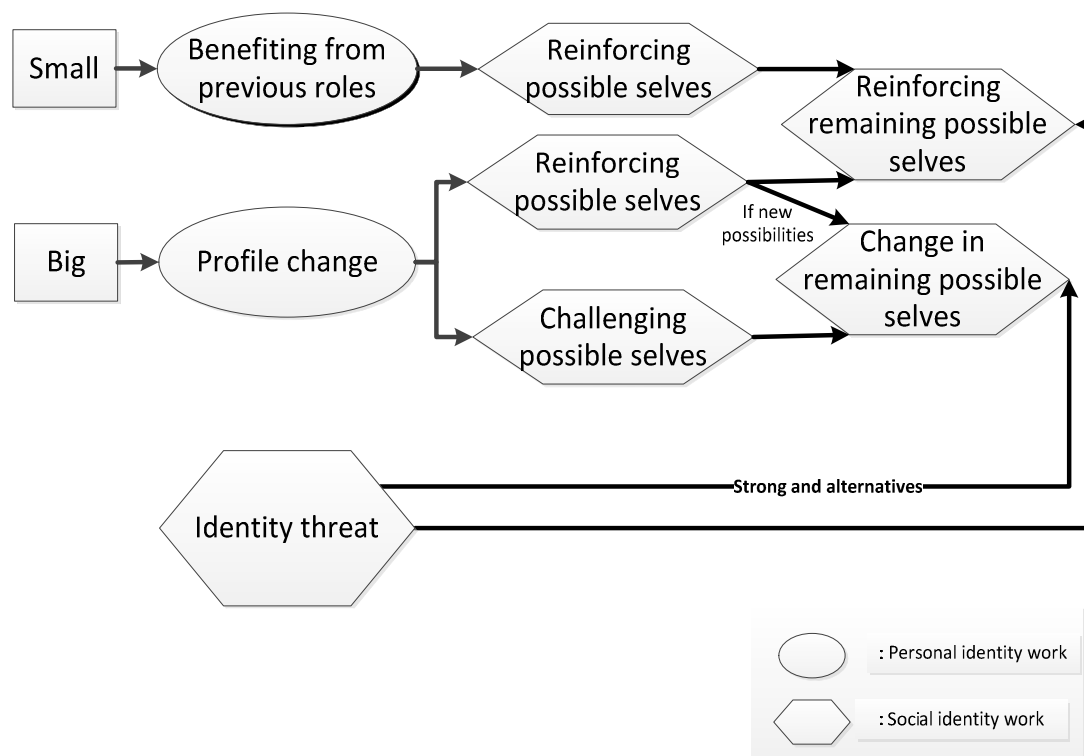 Small
Benefiting from
previous roles
Reinforcing
possible selves
Reinforcing
remaining possible
selves
Reinforcing
possible selves
If new
possibilities
Big
Profile change
Change in
remaining possible
selves
Challenging
possible selves
Strong and alternatives
Identity threat
: Personal identity work
: Social identity work